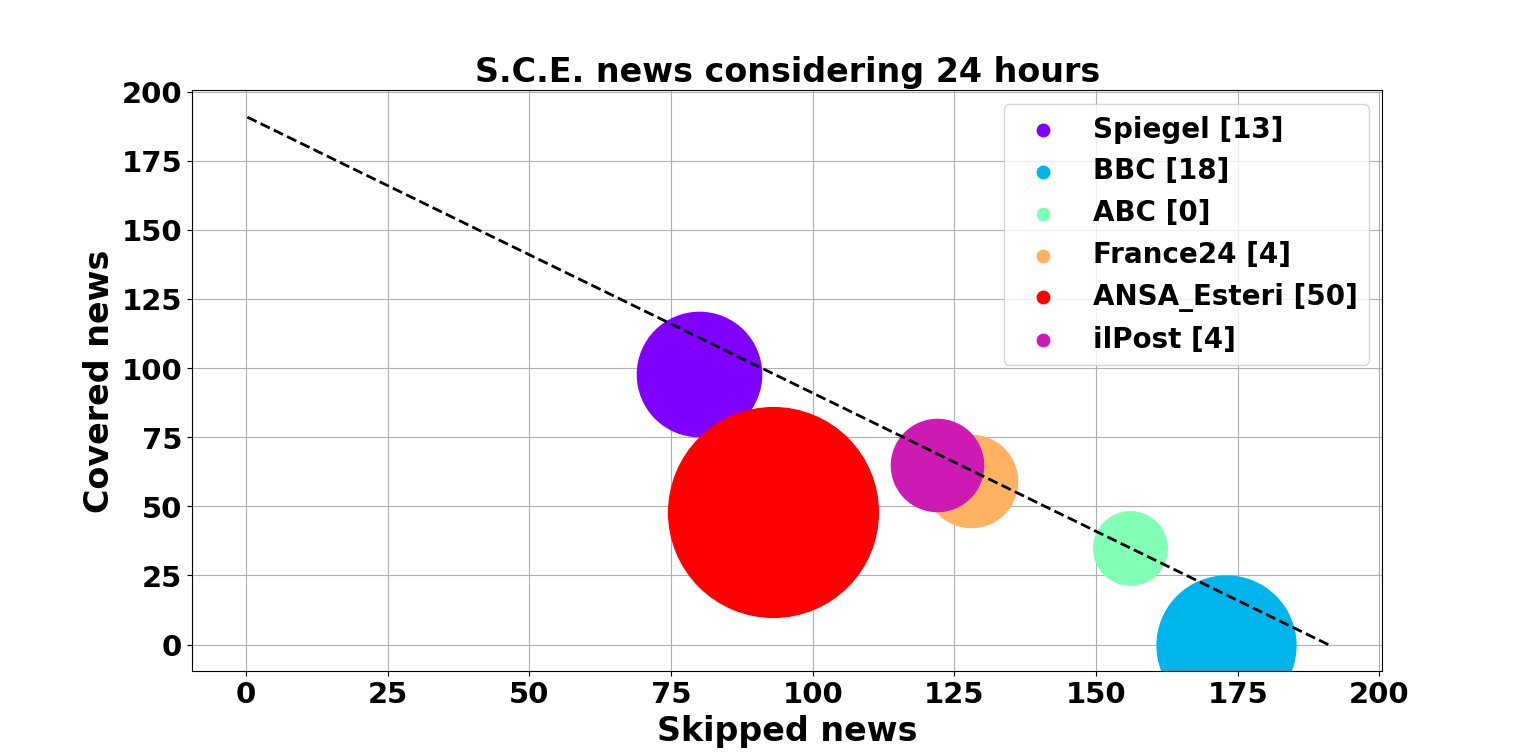 S.C.E. news considering 24 hours
Covered news
200
175
150
125
100
75
50
25
0
Spiegel [13]
BBC [18]
ABC [0]
France24 [4]
ANSA_Esteri [50]
ilPost [4]
0 25 50 75 100 125 150 175 200
Skipped news